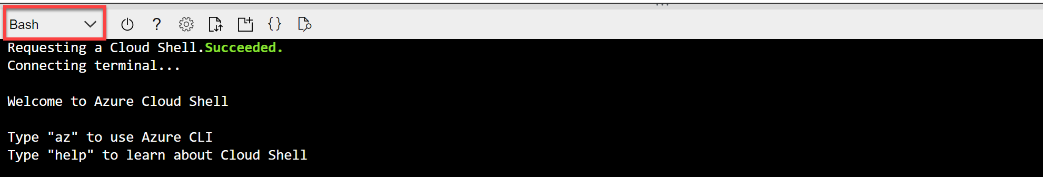 Bash
Requesting a Cloud Shell.Succeeded.
Connecting terminal...
Welcome to Azure Cloud Shell
Type "az" to use Azure CLI
Type "help" to learn about Cloud Shell